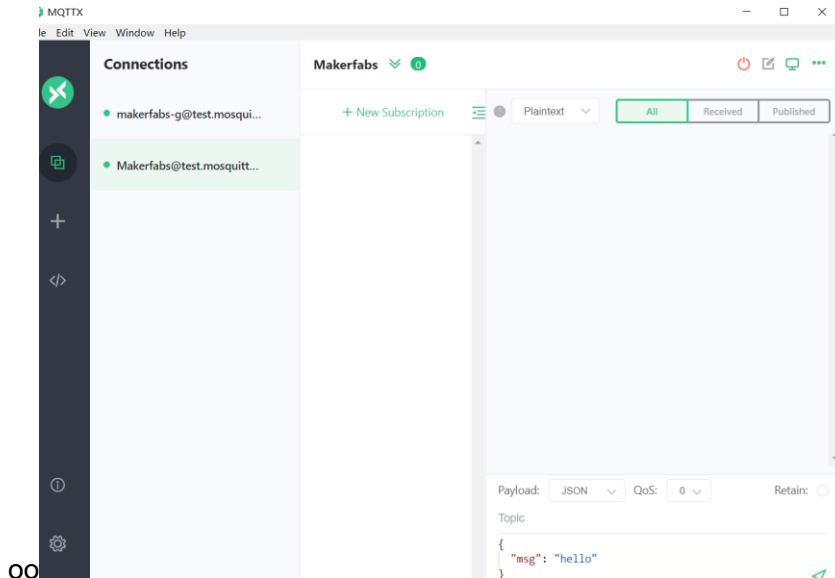 MQTTX
le Edit View Window Help
Connections
makerfabs-g@test.mosqui...
Makerfabs@test.mosquitt...
Makerfabs 0
+ New Subscription
Plaintext All Received Published
Payload: JSON QoS: 0 Retain:
Topic
{
"msg": "hello"
}
oo